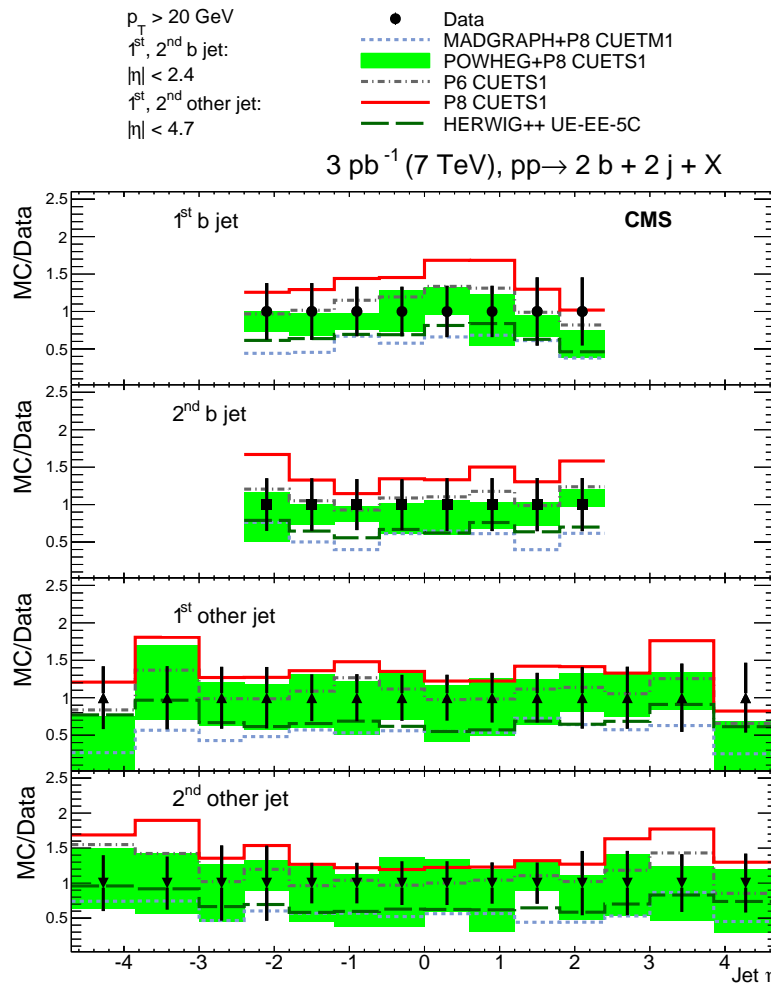 p_T > 20 GeV
1st, 2nd b jet:
|η| < 2.4
1st, 2nd other jet:
|η| < 4.7
Data
MADGRAPH+P8 CUETM1
POWHEG+P8 CUETS1
P6 CUETS1
P8 CUETS1
HERWIG++ UE-EE-5C
3 pb⁻¹ (7 TeV), pp→ 2 b + 2 j + X
2.5
2
1.5
1
0.5
MC/Data
1st b jet
CMS
2.5
2
1.5
1
0.5
MC/Data
2nd b jet
2.5
2
1.5
1
0.5
MC/Data
1st other jet
2.5
2
1.5
1
0.5
MC/Data
2nd other jet
-4 -3 -2 -1 0 1 2 3 4
Jet η